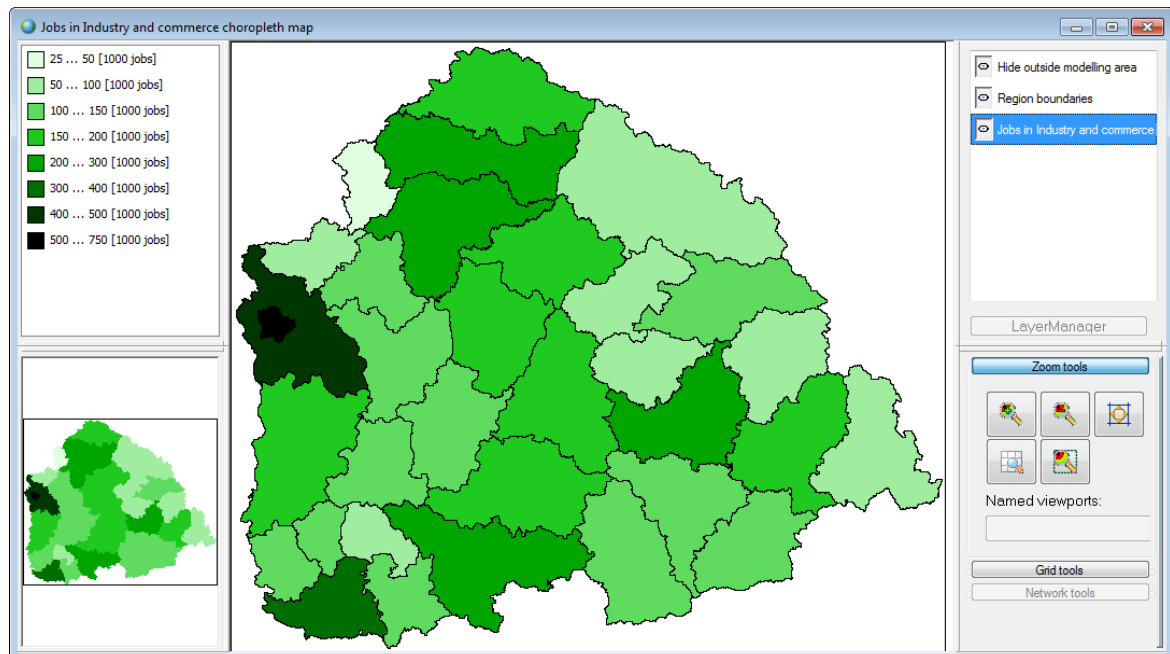 Jobs in Industry and commerce choropleth map
25 ... 50 [1000 jobs]
50 ... 100 [1000 jobs]
100 ... 150 [1000 jobs]
150 ... 200 [1000 jobs]
200 ... 300 [1000 jobs]
300 ... 400 [1000 jobs]
400 ... 500 [1000 jobs]
500 ... 750 [1000 jobs]
Hide outside modelling area
Region boundaries
Jobs in Industry and commerce
LayerManager
Zoom tools
Named viewports:
Grid tools
Network tools